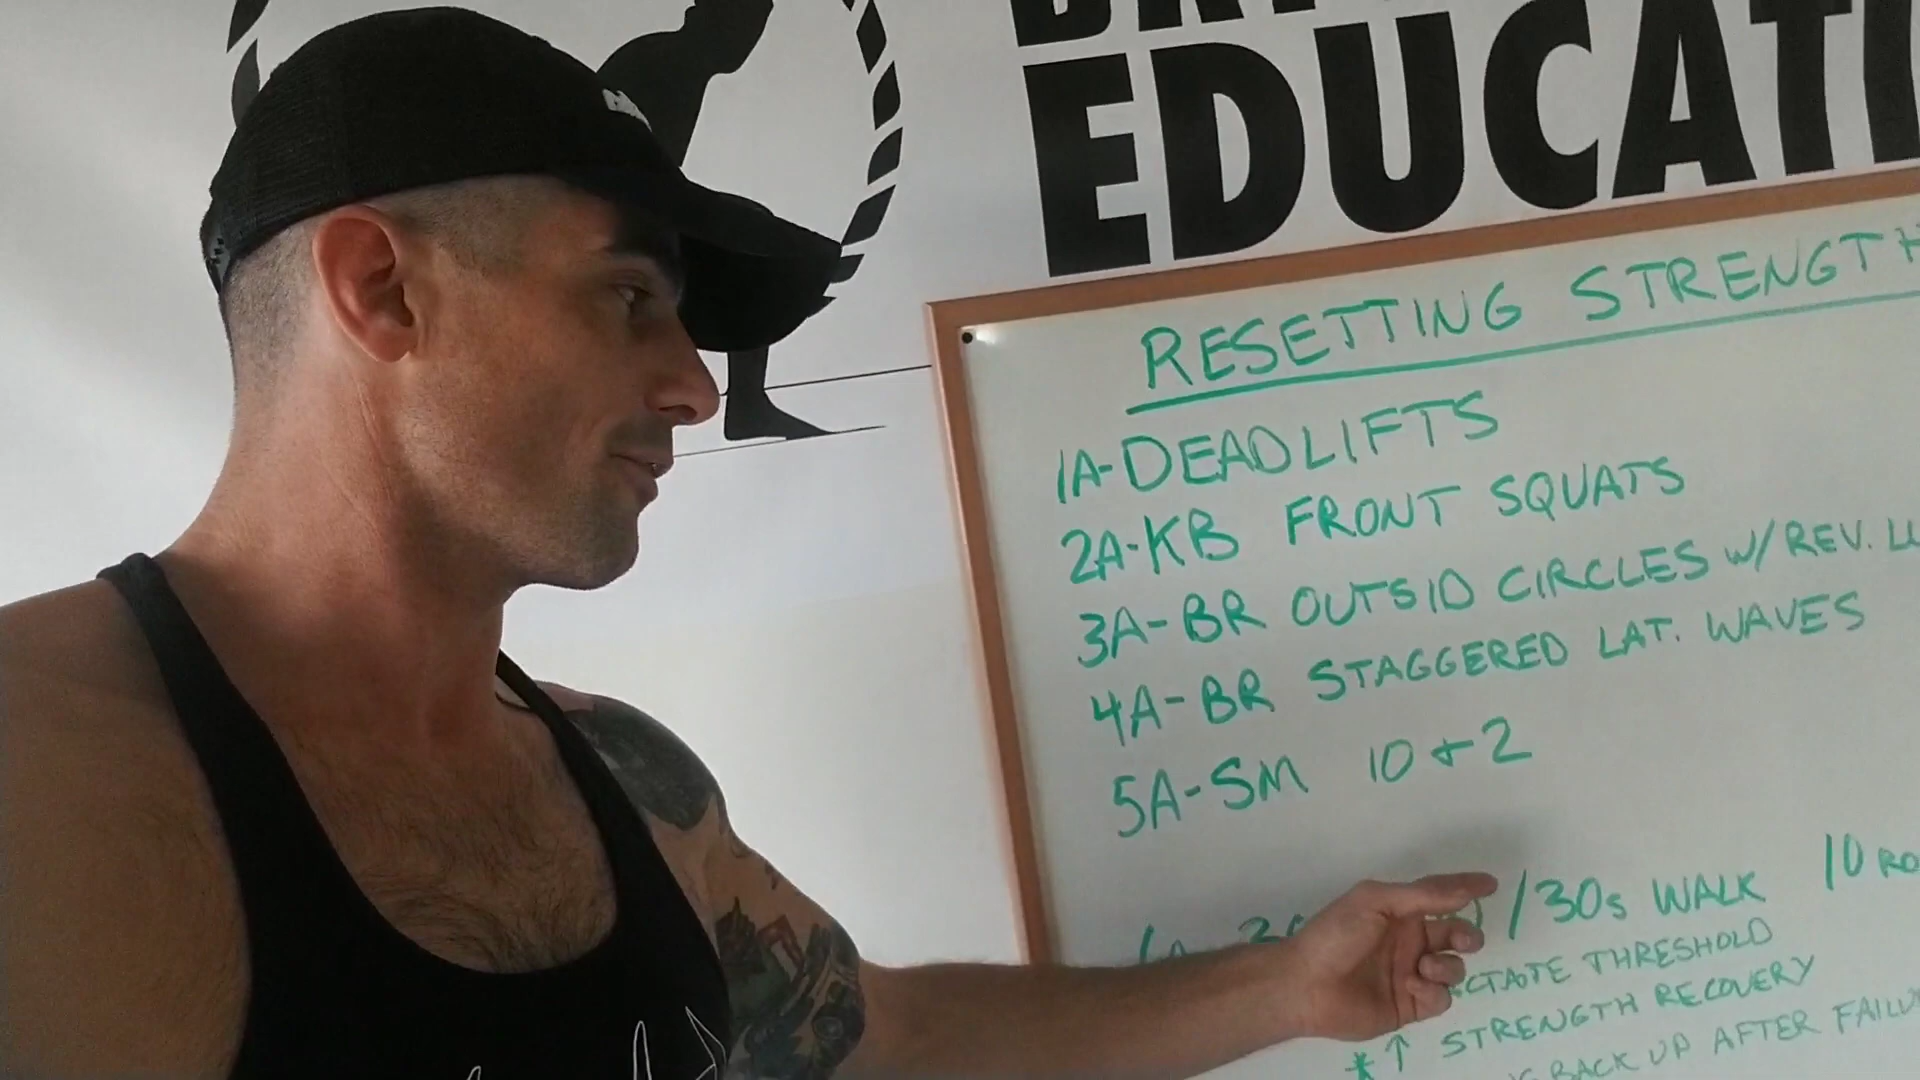 EDUCATI
RESETTING STRENGTH
1A-DEADLIFTS
2A-KB FRONT SQUATS
3A-BR OUTSID CIRCLES W/ REV. LU
4A-BR STAGGERED LAT. WAVES
5A-SM 10 + 2
/30s WALK 10 RO
THRESHOLD
*↑ STRENGTH RECOVERY
BACK UP AFTER FAILU